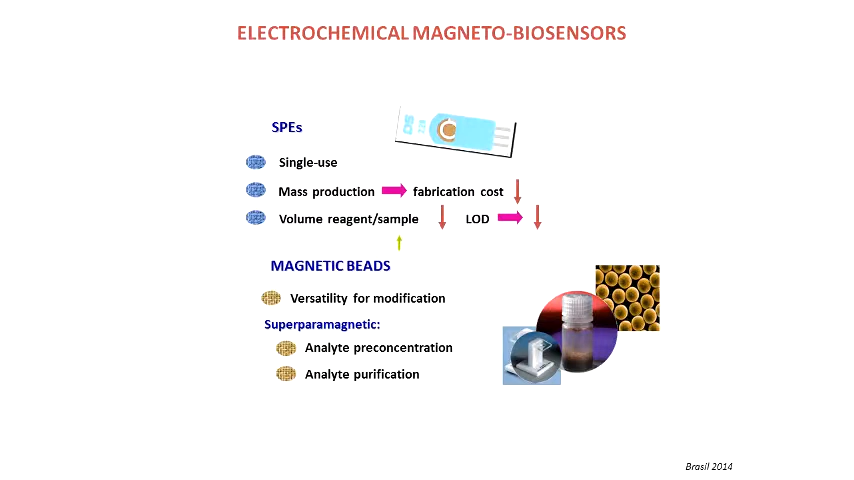 ELECTROCHEMICAL MAGNETO-BIOSENSORS
DS
SPEs
Single-use
Mass production fabrication cost
Volume reagent/sample LOD
MAGNETIC BEADS
Versatility for modification
Superparamagnetic:
Analyte preconcentration
Analyte purification
Brasil 2014